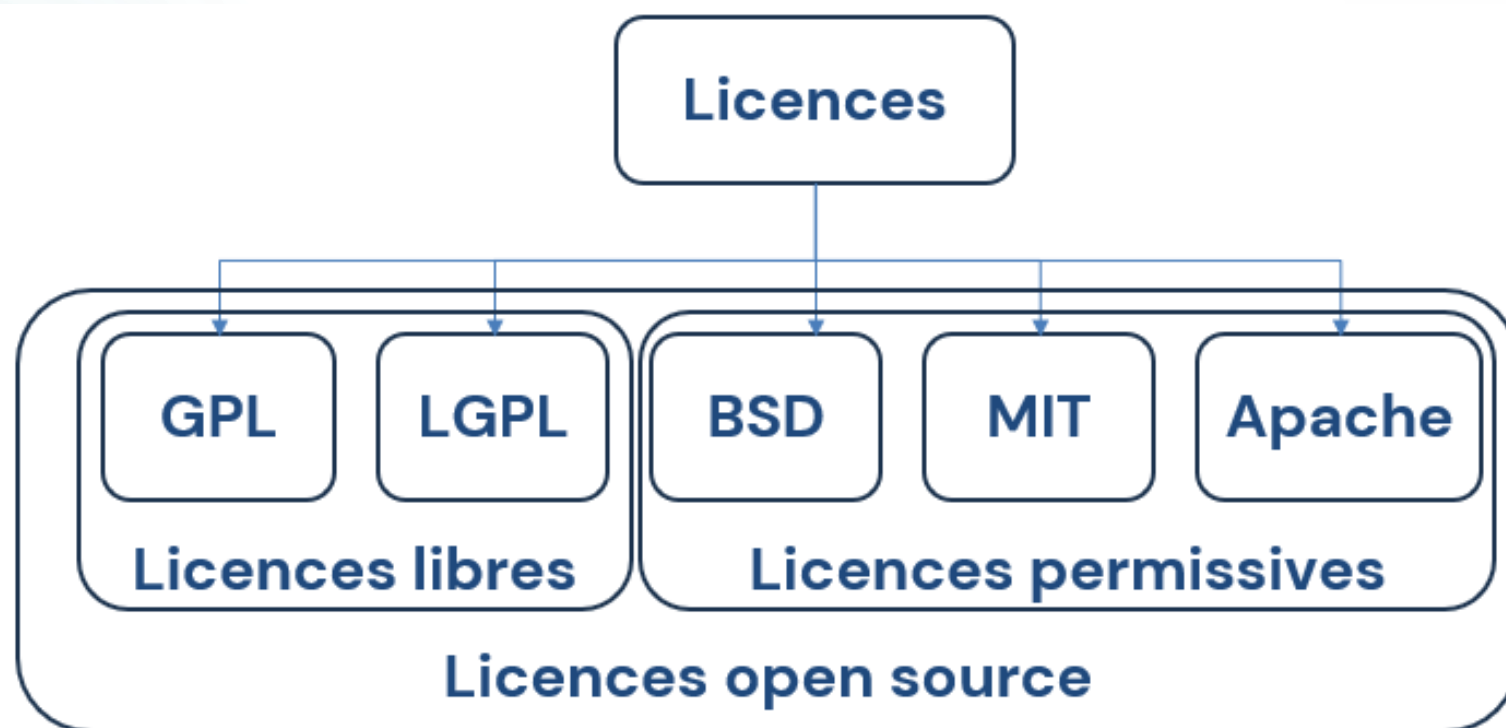 Licences
GPL
LGPL
BSD
MIT
Apache
Licences libres
Licences permissives
Licences open source